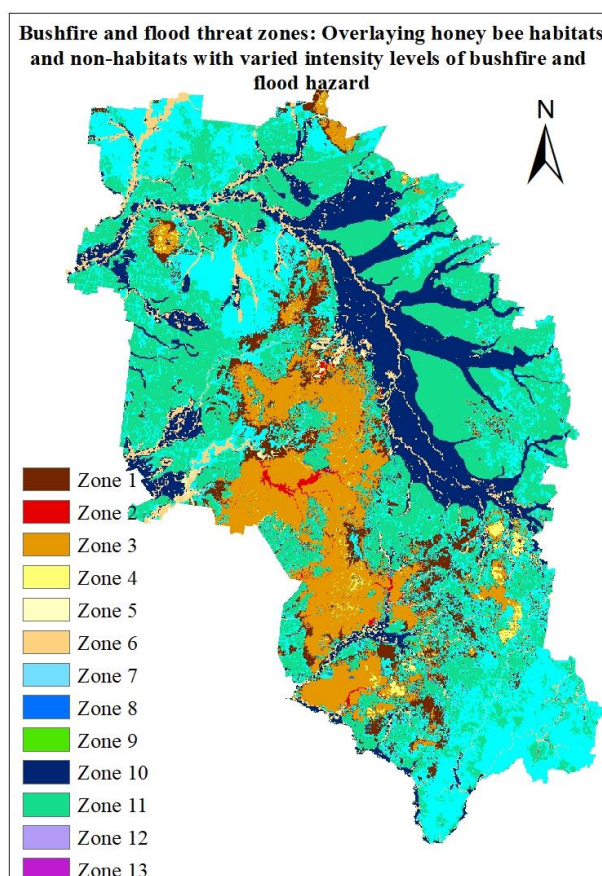 Bushfire and flood threat zones: Overlaying honey bee habitats
and non-habitats with varied intensity levels of bushfire and
flood hazard
N
Zone 1
Zone 2
Zone 3
Zone 4
Zone 5
Zone 6
Zone 7
Zone 8
Zone 9
Zone 10
Zone 11
Zone 12
Zone 13